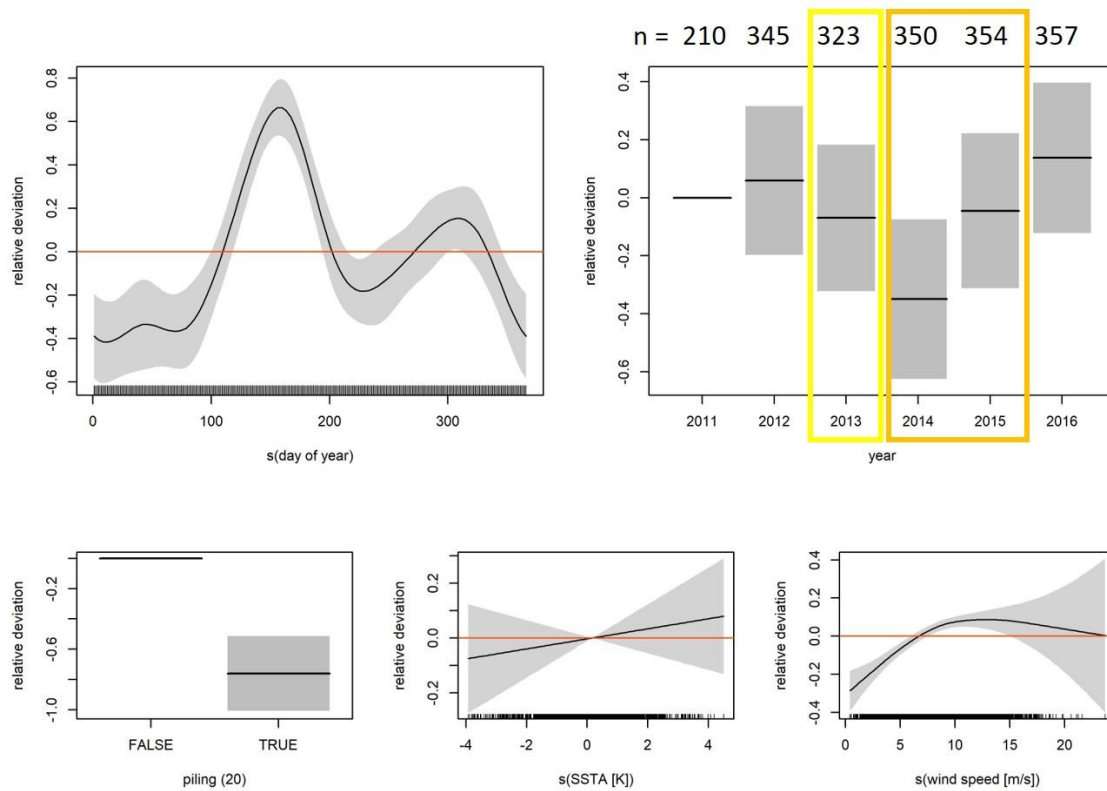 n = 210 345 323 350 354 357
relative deviation
0.8
0.6
0.4
0.2
0.0
-0.2
-0.4
-0.6
0 100 200 300
s(day of year)
relative deviation
0.4
0.2
0.0
-0.2
-0.4
-0.6
2011 2012 2013 2014 2015 2016
year
relative deviation
-0.2
-0.6
-1.0
FALSE TRUE
piling (20)
relative deviation
0.2
0.0
-0.2
-4 -2 0 2 4
s(SSTA [K])
relative deviation
0.4
0.2
0.0
-0.2
-0.4
0 5 10 15 20
s(wind speed [m/s])